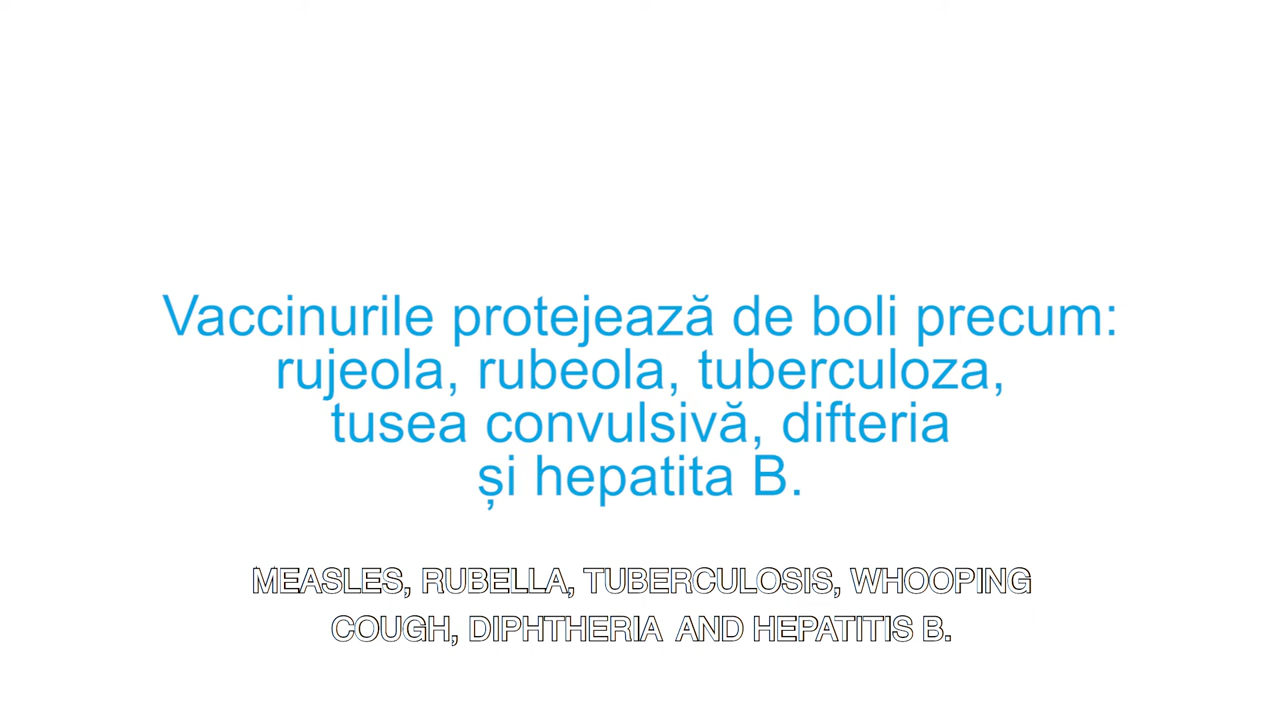 Vaccinurile protejează de boli precum:
rujeola, rubeola, tuberculoza,
tusea convulsivă, difteria
și hepatita B.
MEASLES, RUBELLA, TUBERCULOSIS, WHOOPING
COUGH, DIPHTHERIA AND HEPATITIS B.